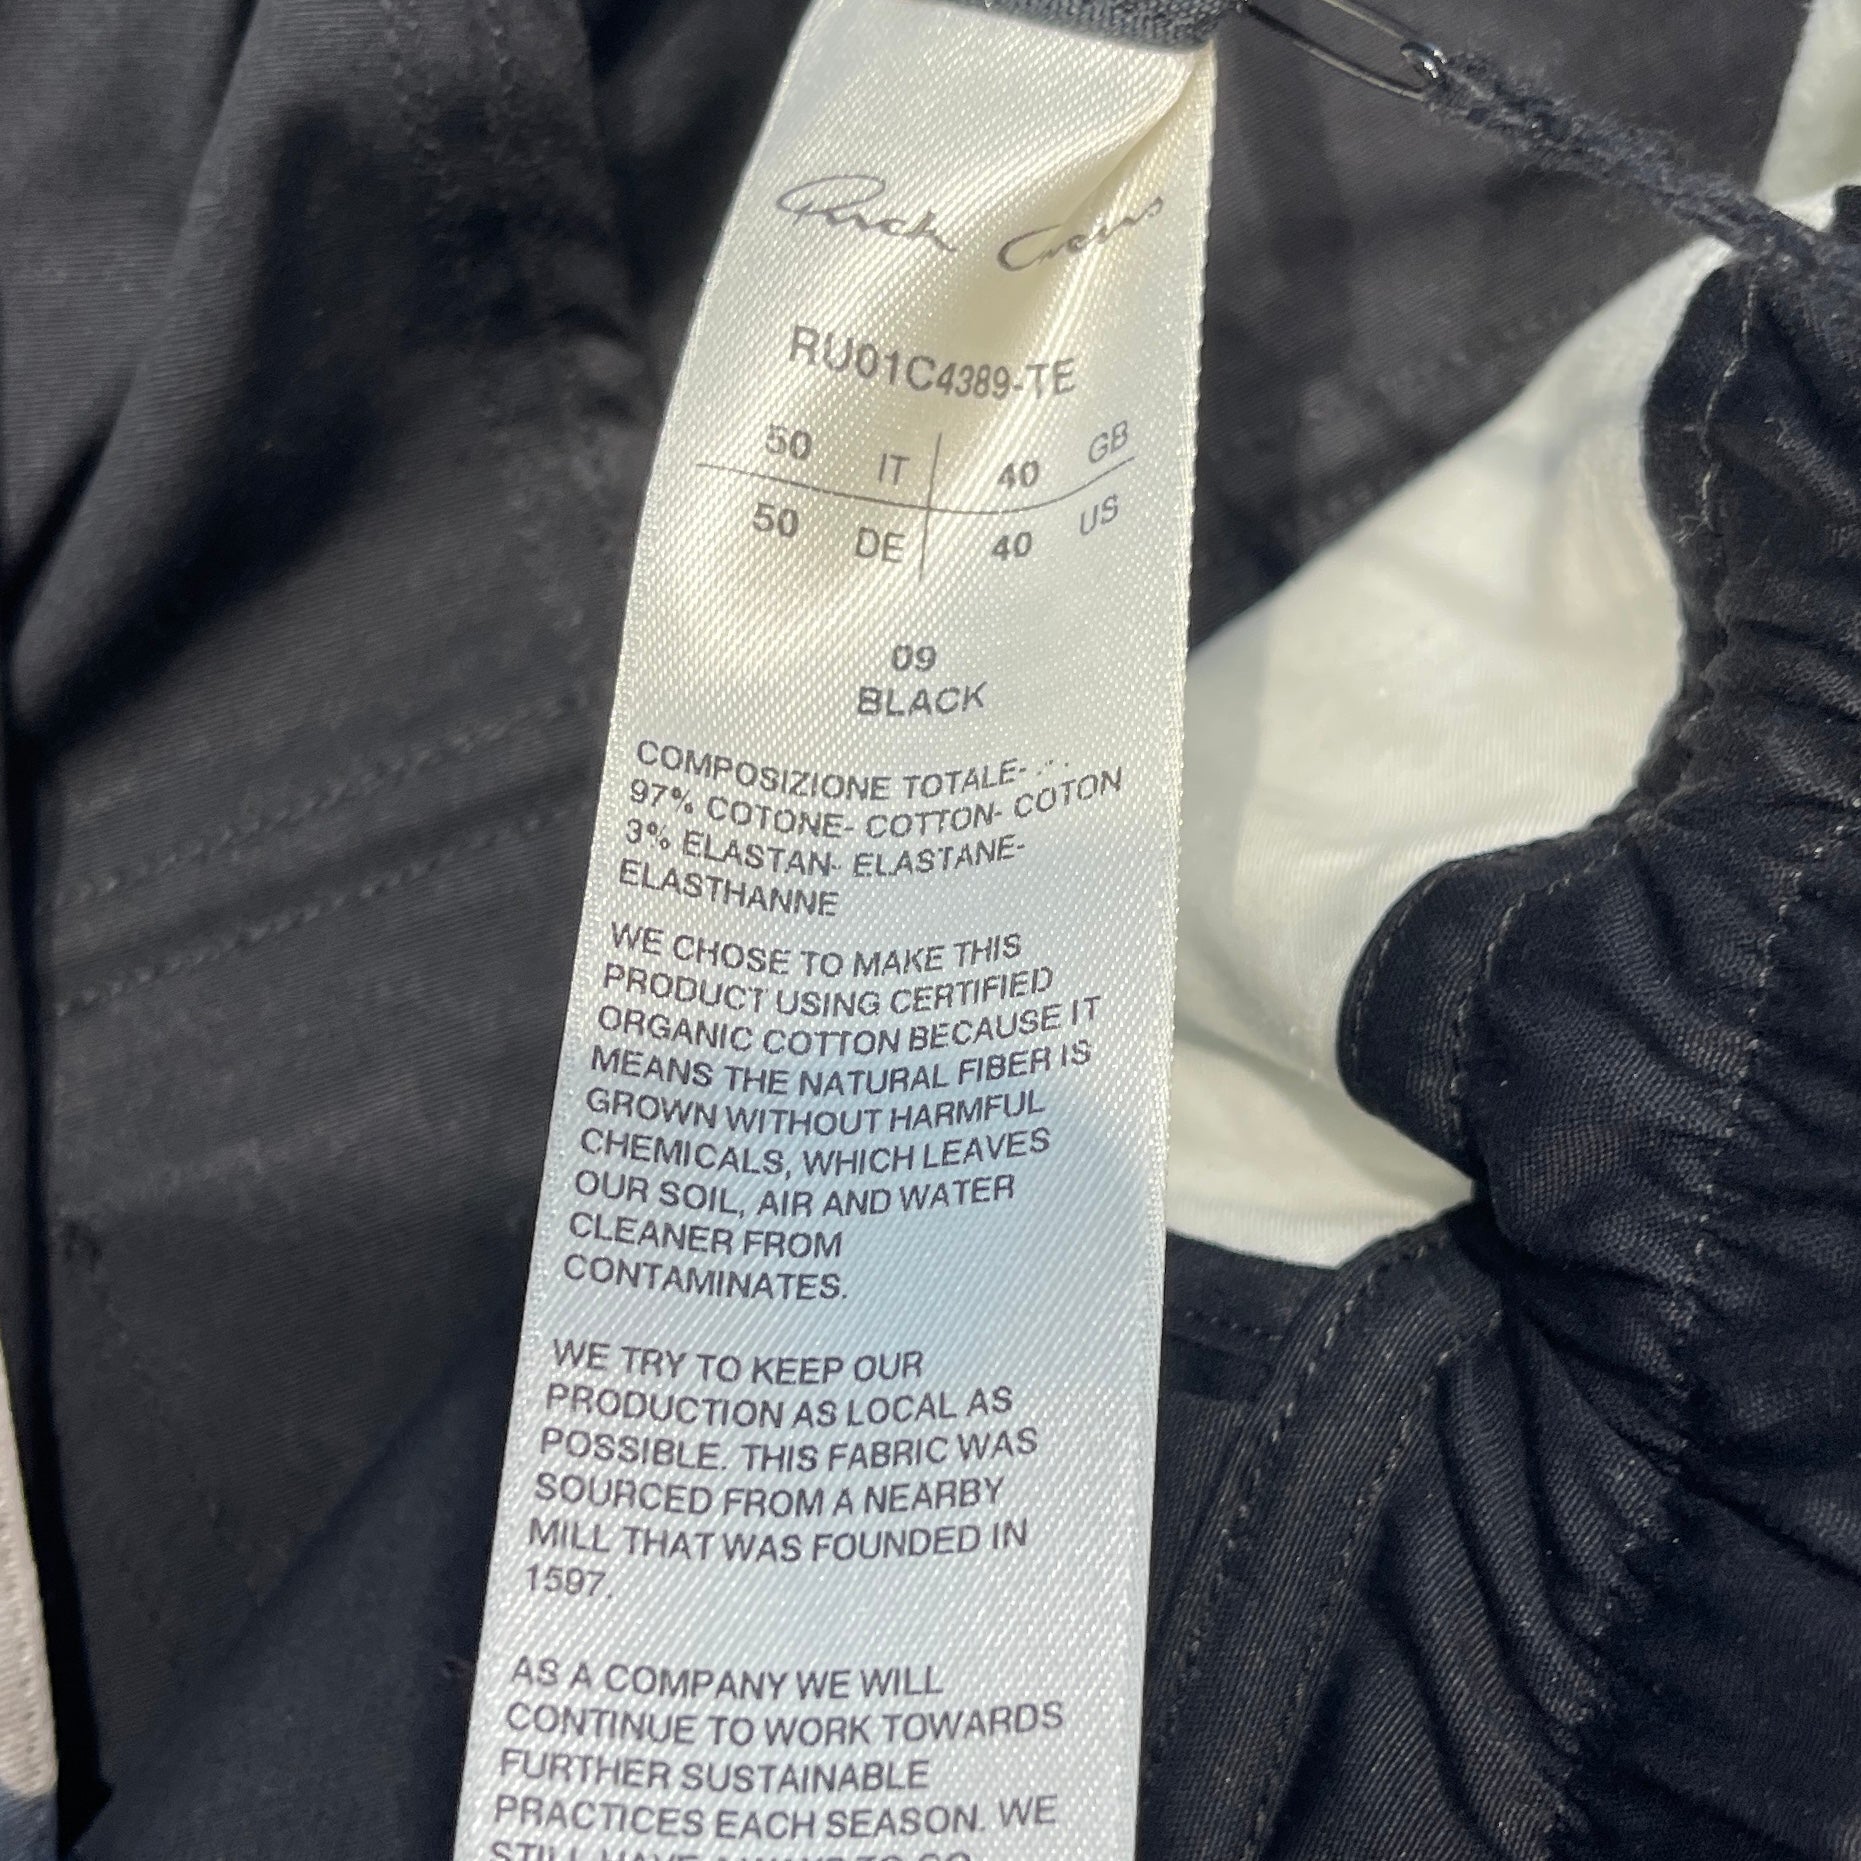 Rick Owens
RU01C4389-TE
50 IT 40 GB
50 DE 40 US
09
BLACK
COMPOSIZIONE TOTALE-
97% COTONE- COTTON- COTON
3% ELASTAN- ELASTANE-
ELASTHANNE
WE CHOSE TO MAKE THIS
PRODUCT USING CERTIFIED
ORGANIC COTTON BECAUSE IT
MEANS THE NATURAL FIBER IS
GROWN WITHOUT HARMFUL
CHEMICALS, WHICH LEAVES
OUR SOIL, AIR AND WATER
CLEANER FROM
CONTAMINATES.
WE TRY TO KEEP OUR
PRODUCTION AS LOCAL AS
POSSIBLE. THIS FABRIC WAS
SOURCED FROM A NEARBY
MILL THAT WAS FOUNDED IN
1597.
AS A COMPANY WE WILL
CONTINUE TO WORK TOWARDS
FURTHER SUSTAINABLE
PRACTICES EACH SEASON. WE
STILL HAVE